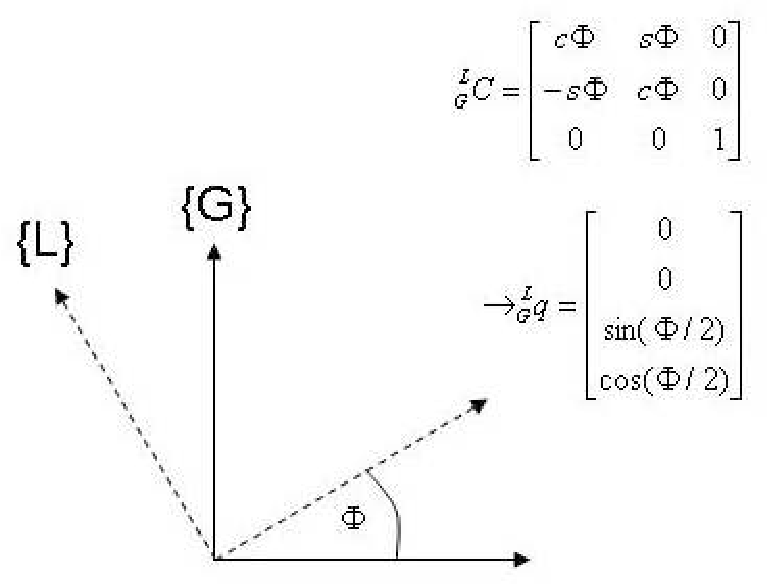 {L}
{G}
Φ
L G C = [ cΦ sΦ 0
-sΦ cΦ 0
0 0 1 ]
→ L G q = [ 0
0
sin( Φ / 2)
cos(Φ / 2) ]